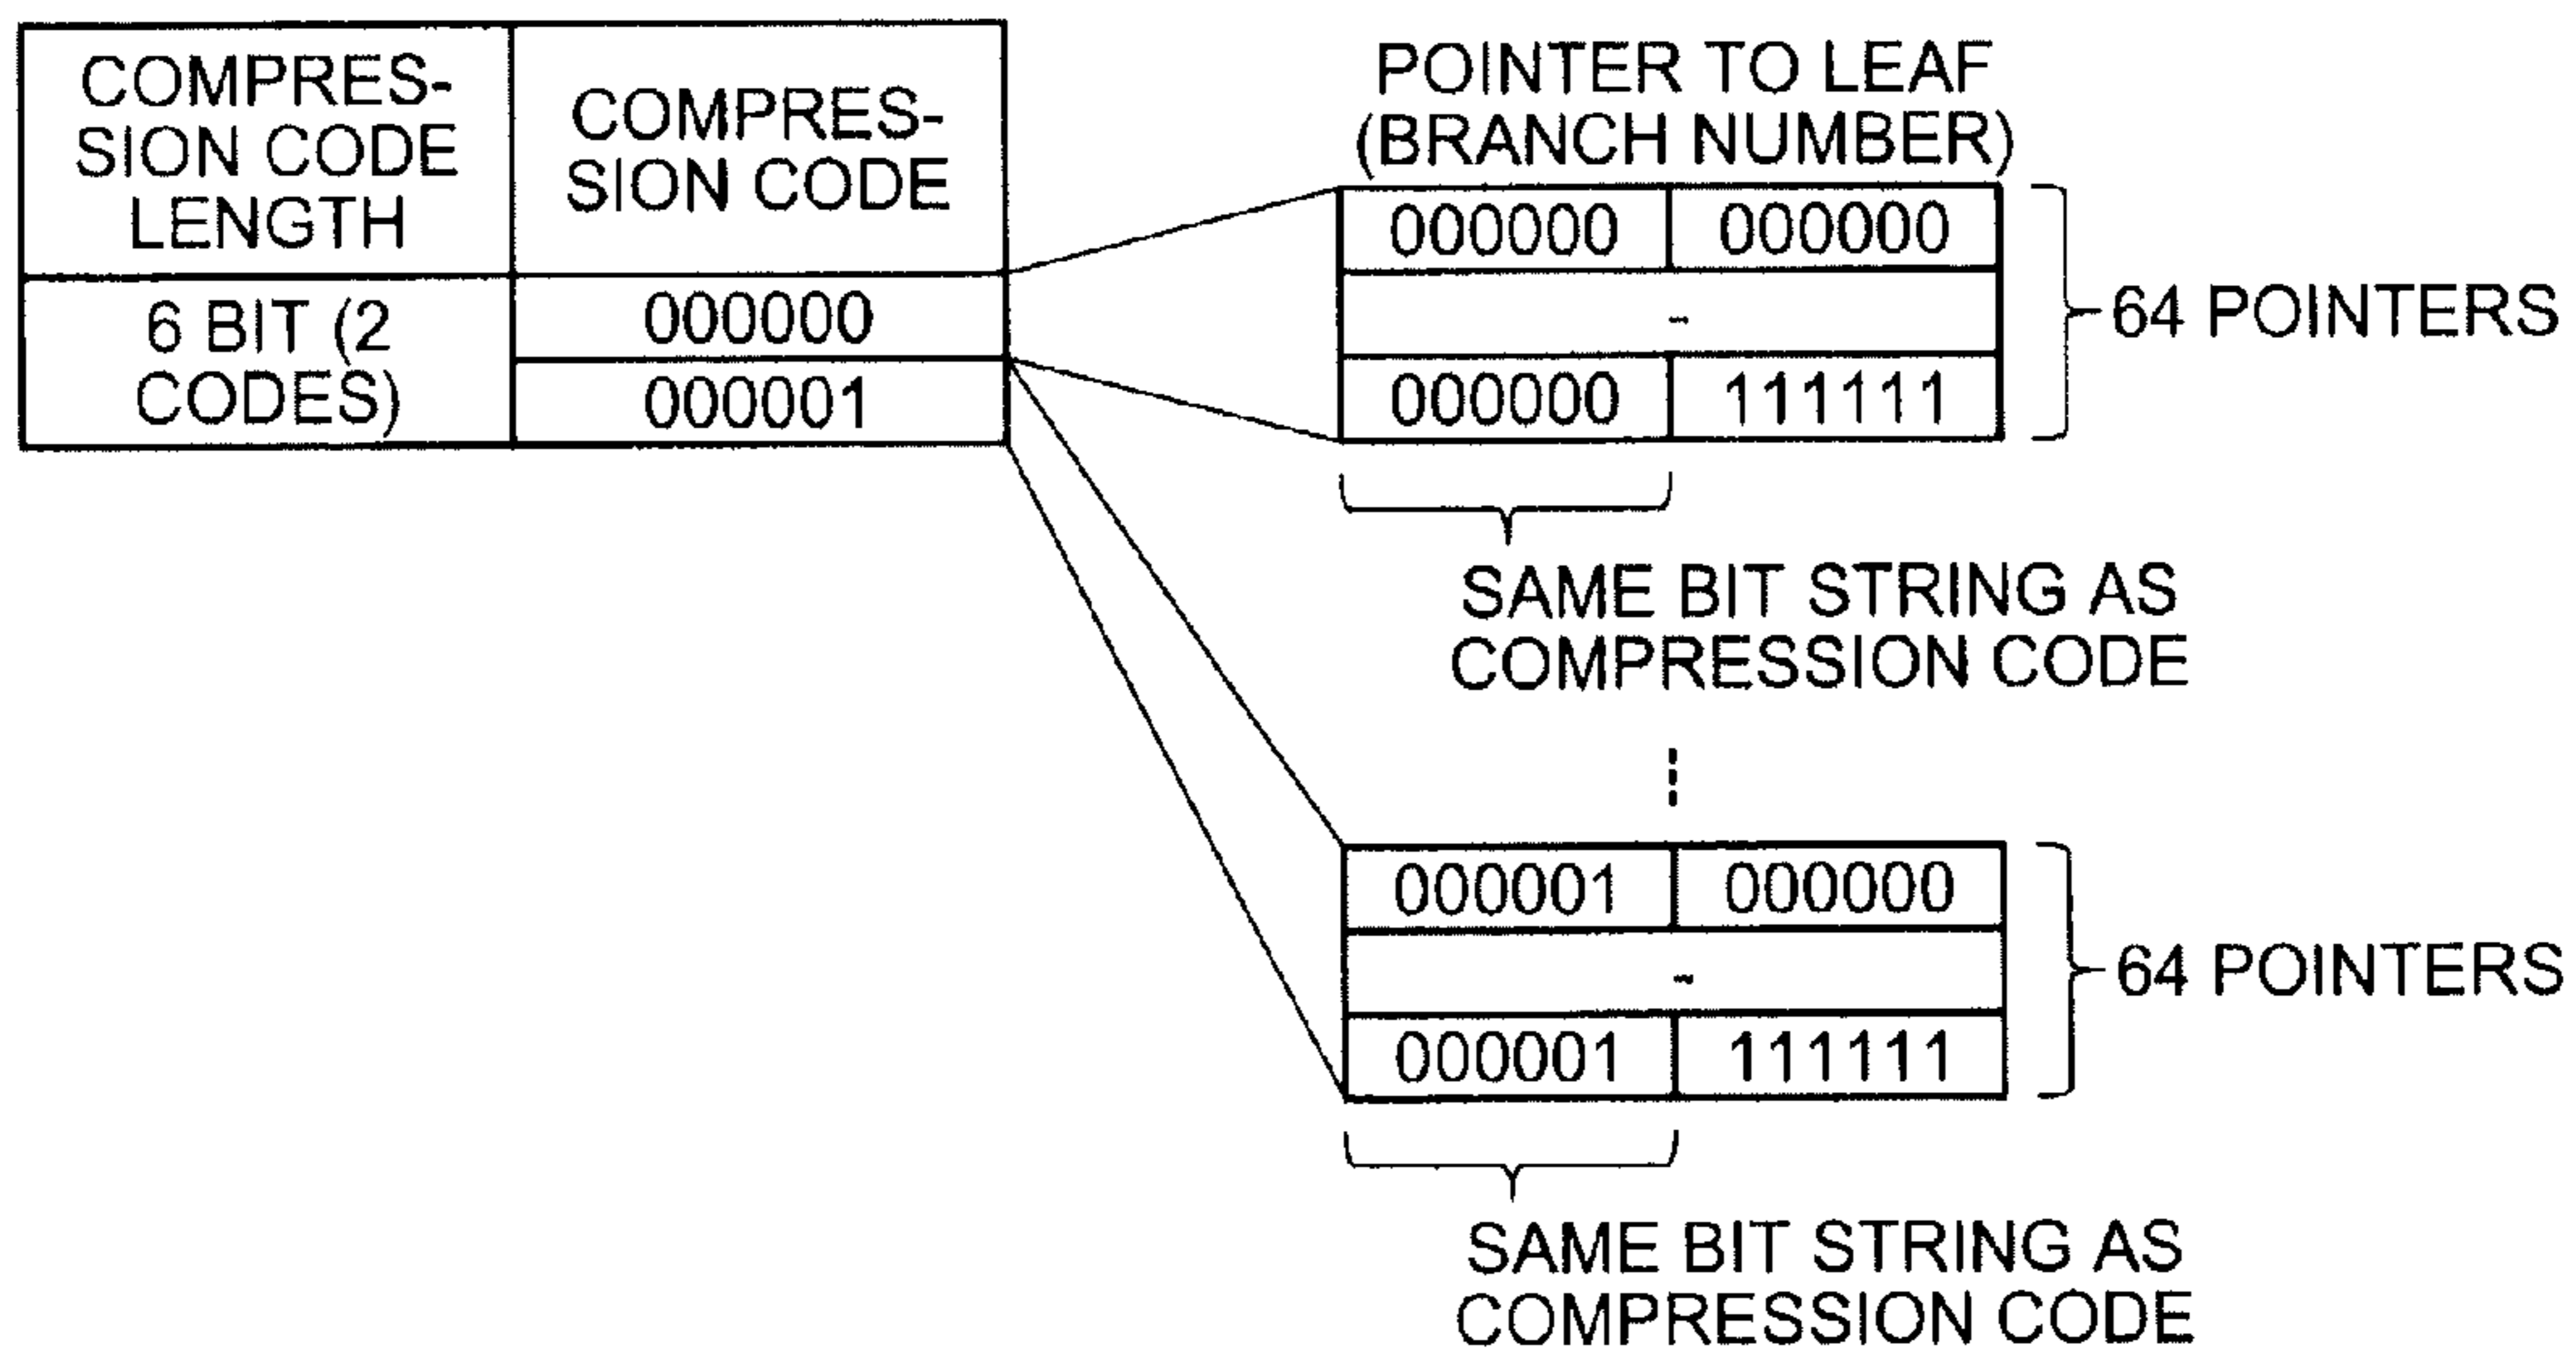 COMPRES-
SION CODE
LENGTH
COMPRES-
SION CODE
6 BIT (2
CODES)
000000
000001
POINTER TO LEAF
(BRANCH NUMBER)
000000 000000
-
000000 111111
64 POINTERS
SAME BIT STRING AS
COMPRESSION CODE
000001 000000
-
000001 111111
64 POINTERS
SAME BIT STRING AS
COMPRESSION CODE